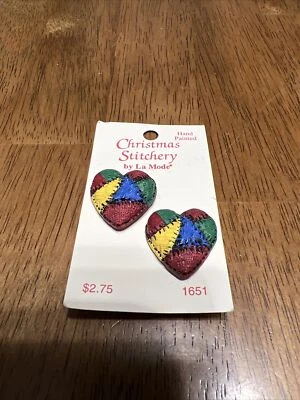 Hand
Painted
Christmas
Stitchery
by La Mode®
$2.75
1651